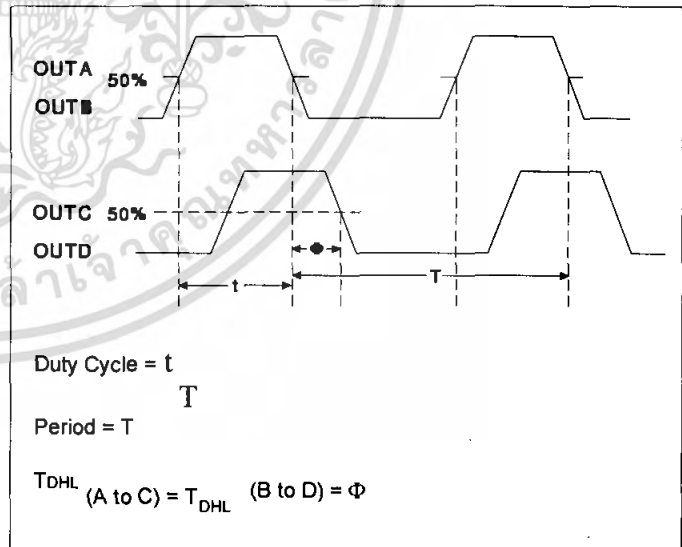 OUTA 50%
OUTB
OUTC 50%
OUTD
Φ
t
T
Duty Cycle = t
T
Period = T
TDHL (A to C) = TDHL (B to D) = Φ